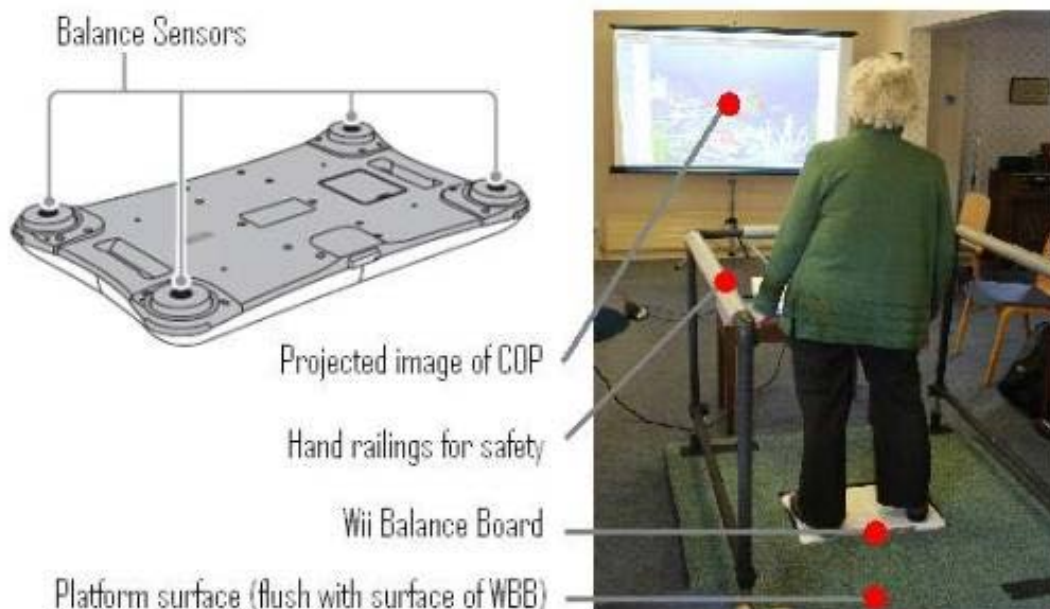 Balance Sensors
Projected image of COP
Hand railings for safety
Wii Balance Board
Platform surface (flush with surface of WBB)